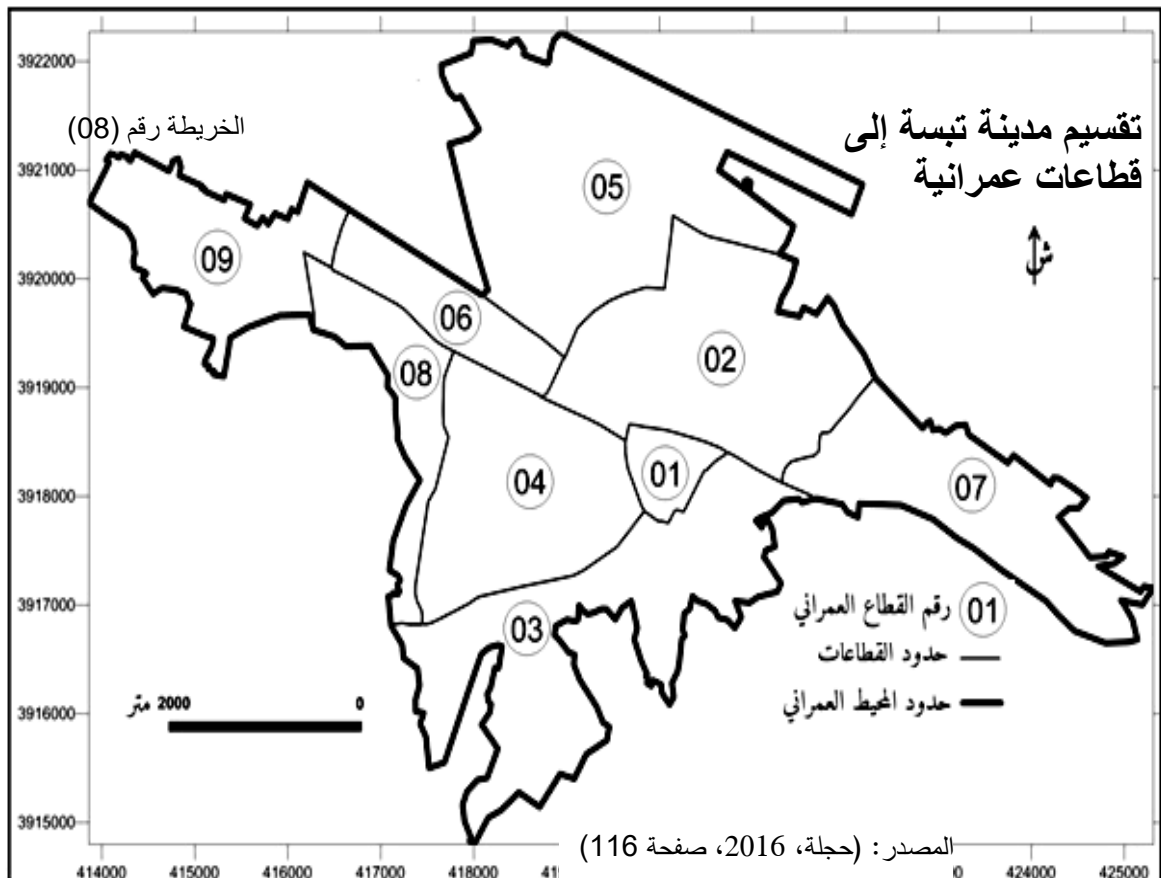 الخريطة رقم (08)
تقسيم مدينة تبسة إلى
قطاعات عمرانية
ش
3922000
3921000
3920000
3919000
3918000
3917000
3916000
3915000
05
09
06
02
08
01
04
07
03
01 رقم القطاع العمراني
حدود القطاعات
حدود المحيط العمراني
0 2000 متر
المصدر: (حجلة، 2016، صفحة 116)
414000 415000 416000 417000 418000 424000 425000